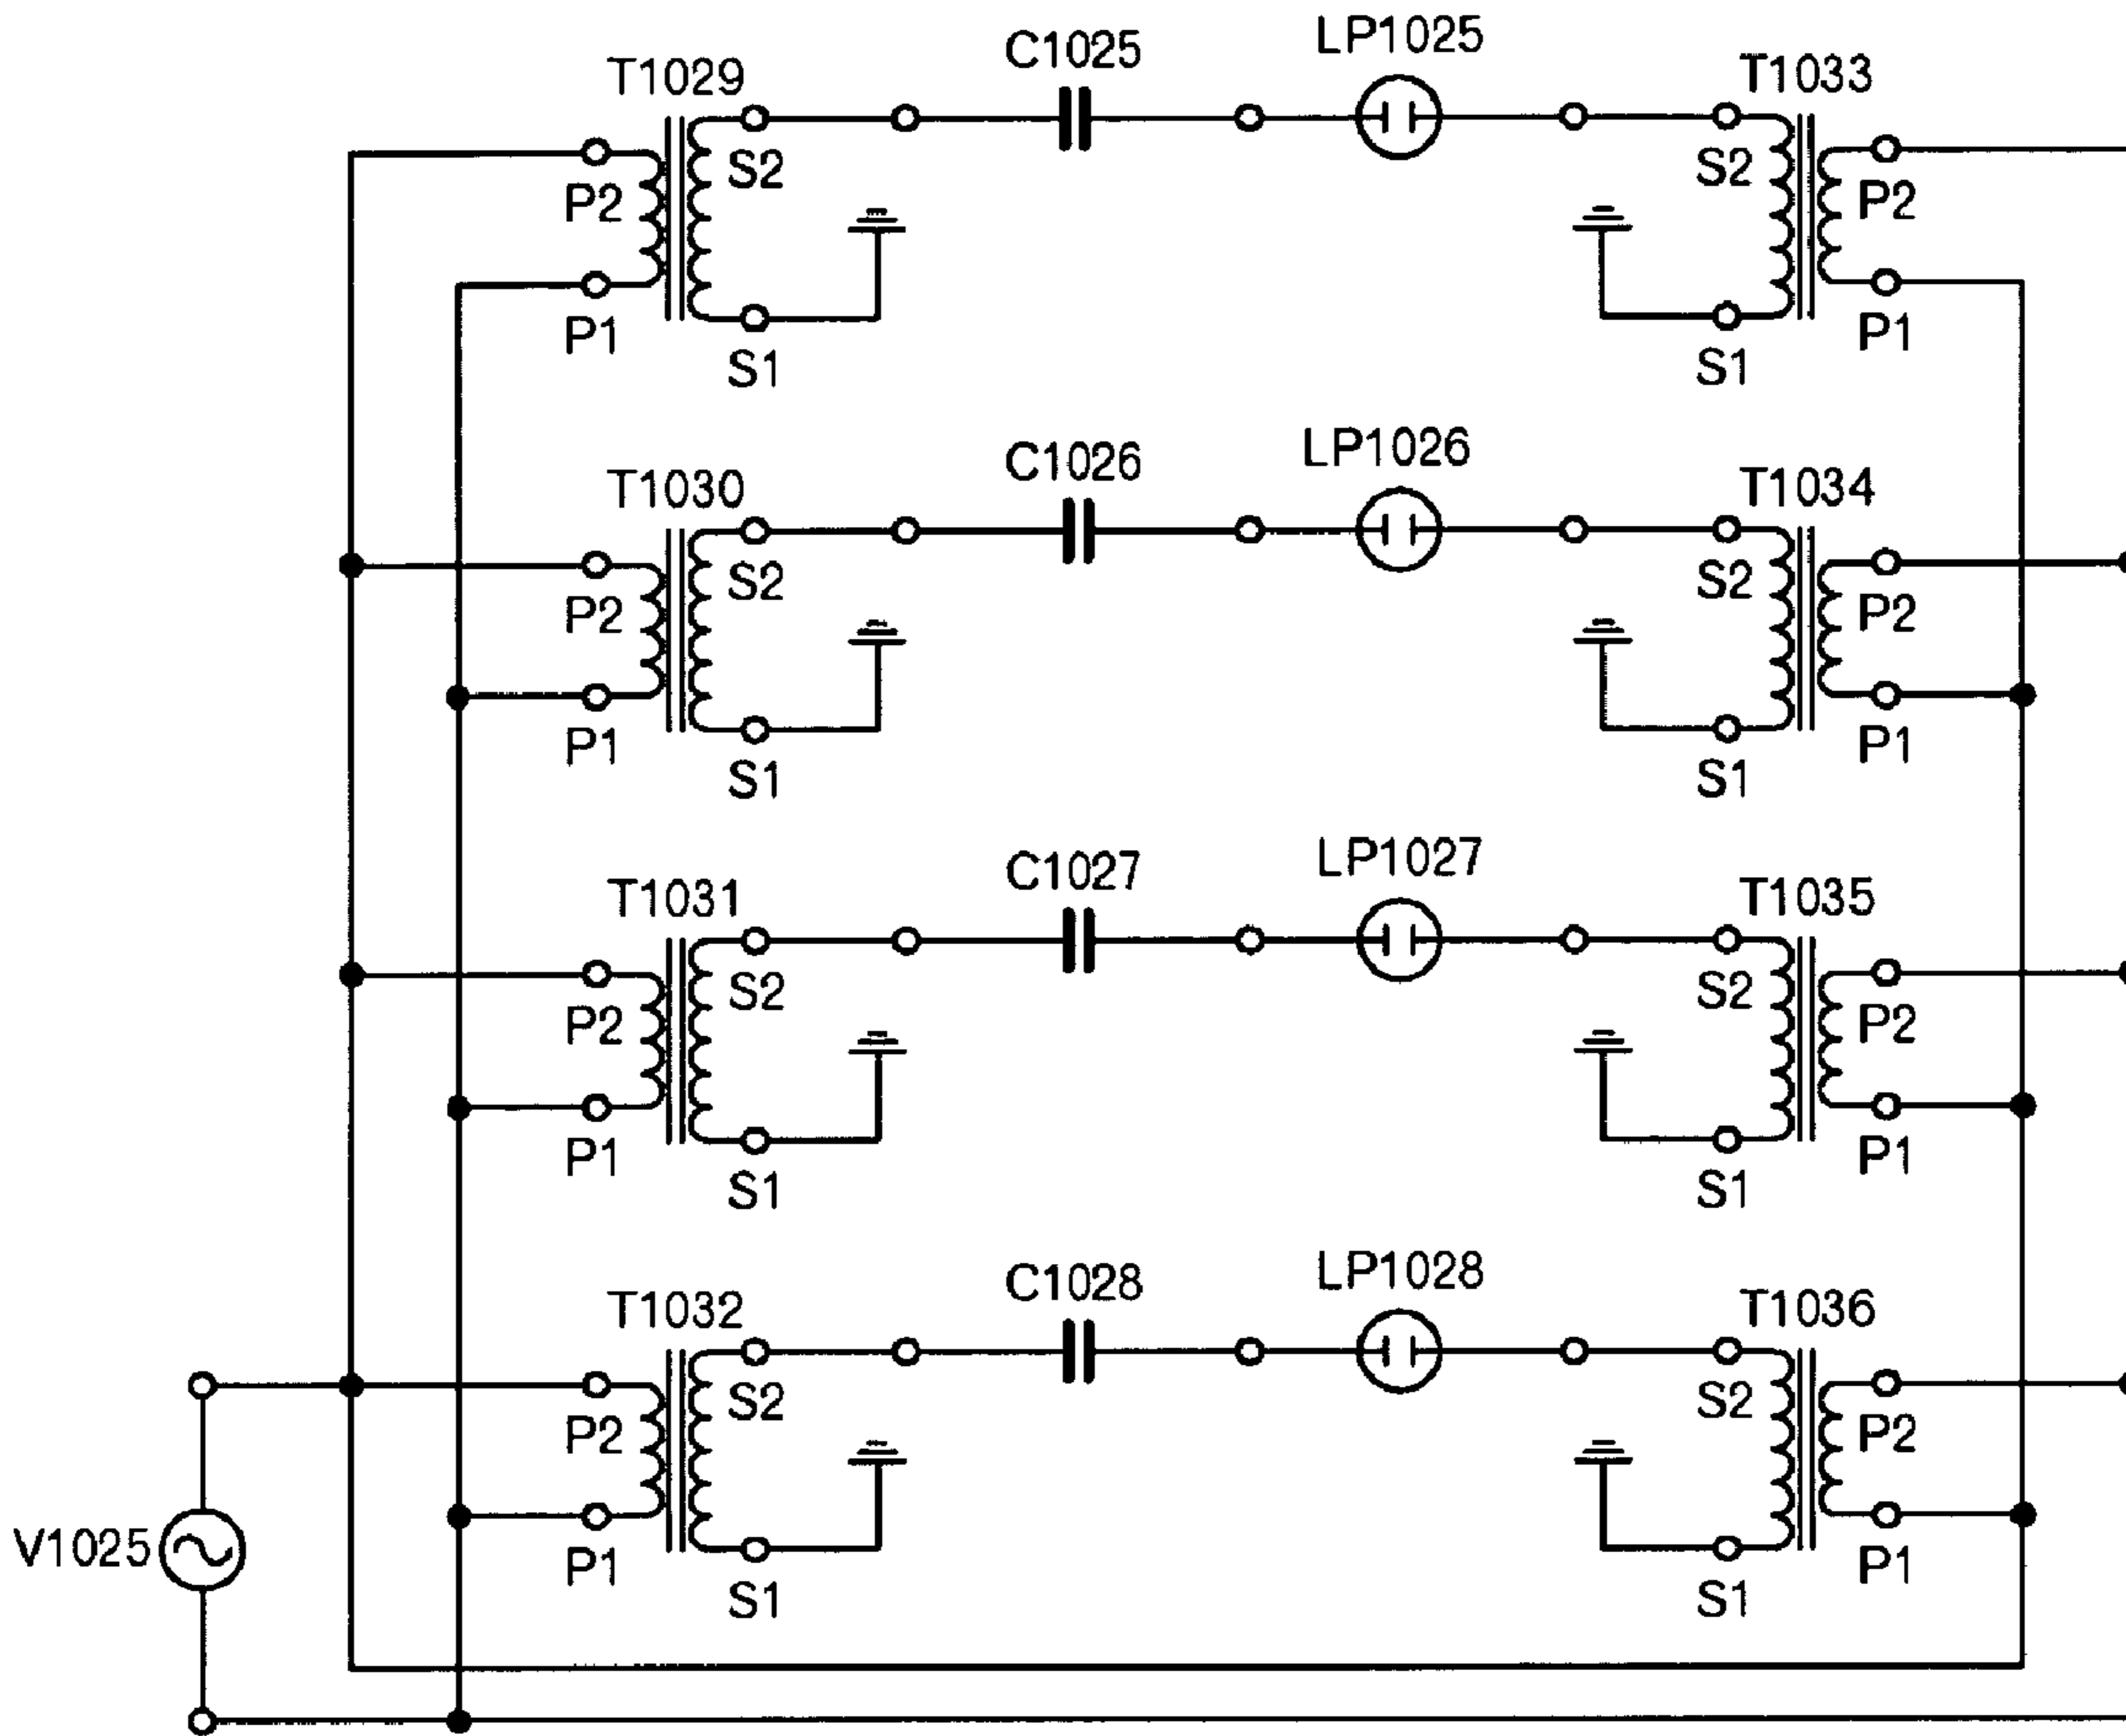 T1029 C1025 LP1025 T1033
P2 S2 S2 P2
P1 S1 S1 P1
T1030 C1026 LP1026 T1034
P2 S2 S2 P2
P1 S1 S1 P1
T1031 C1027 LP1027 T1035
P2 S2 S2 P2
P1 S1 S1 P1
T1032 C1028 LP1028 T1036
P2 S2 S2 P2
V1025 P1 S1 S1 P1